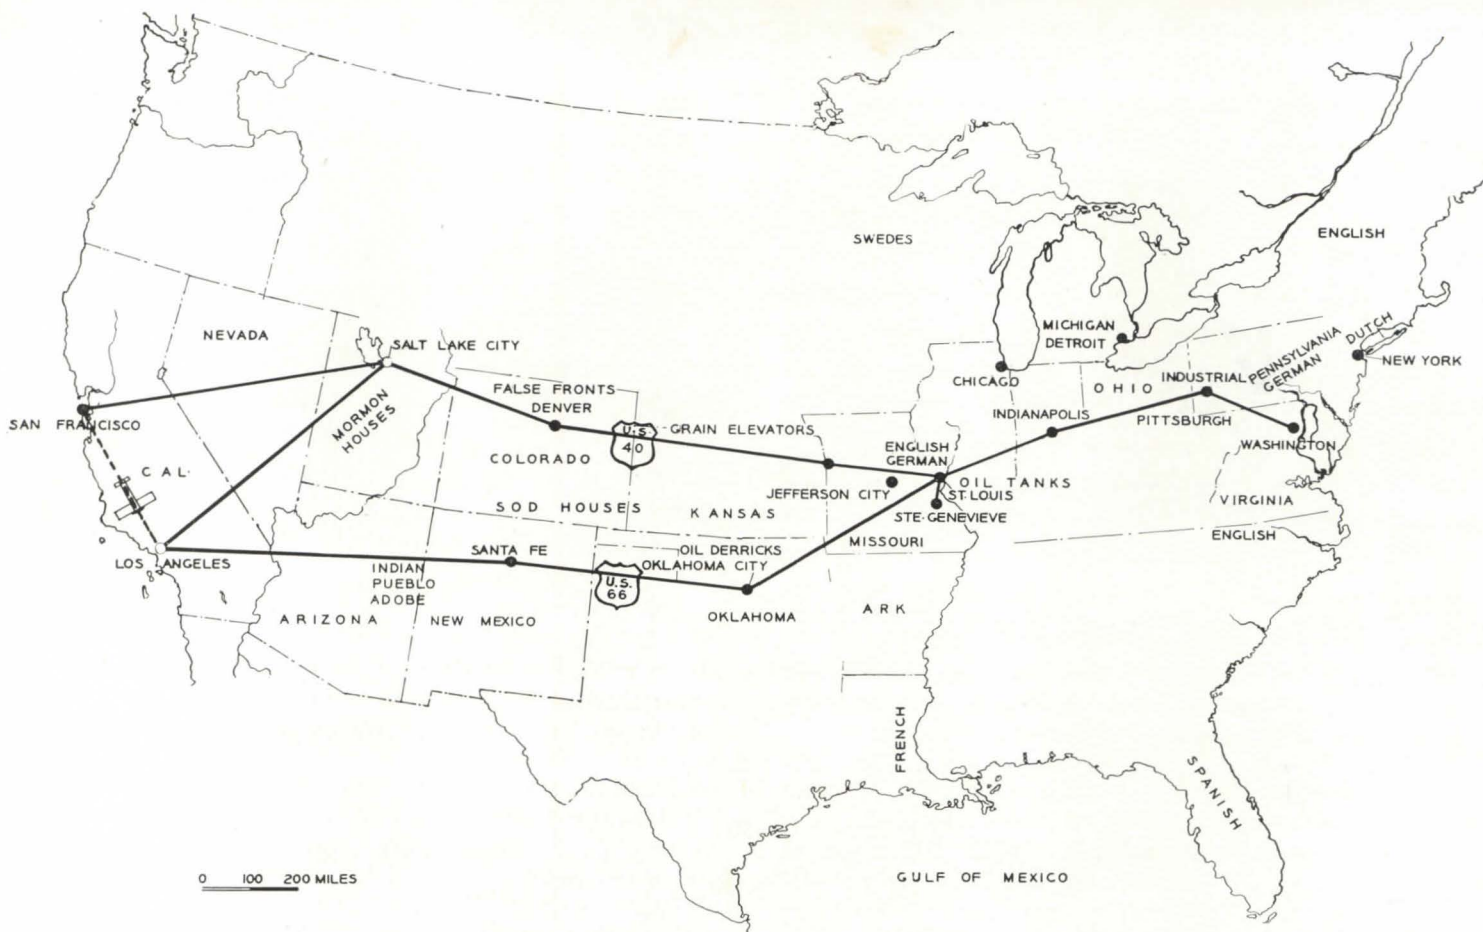 SWEDES
ENGLISH
NEVADA
SALT LAKE CITY
MICHIGAN
DETROIT
DUTCH
NEW YORK
PENNSYLVANIA
GERMAN
CHICAGO
OHIO
INDUSTRIAL
PITTSBURGH
INDIANAPOLIS
WASHINGTON
FALSE FRONTS
DENVER
MORMON
HOUSES
SAN FRANCISCO
U.S.
40
GRAIN ELEVATORS
COLORADO
ENGLISH
GERMAN
CAL.
JEFFERSON CITY
OIL TANKS
ST. LOUIS
STE. GENEVIEVE
VIRGINIA
SOD HOUSES
KANSAS
MISSOURI
ENGLISH
LOS ANGELES
SANTA FE
OIL DERRICKS
OKLAHOMA CITY
INDIAN
PUEBLO
ADOBE
U.S.
66
ARIZONA
NEW MEXICO
OKLAHOMA
ARK
FRENCH
SPANISH
0 100 200 MILES
GULF OF MEXICO